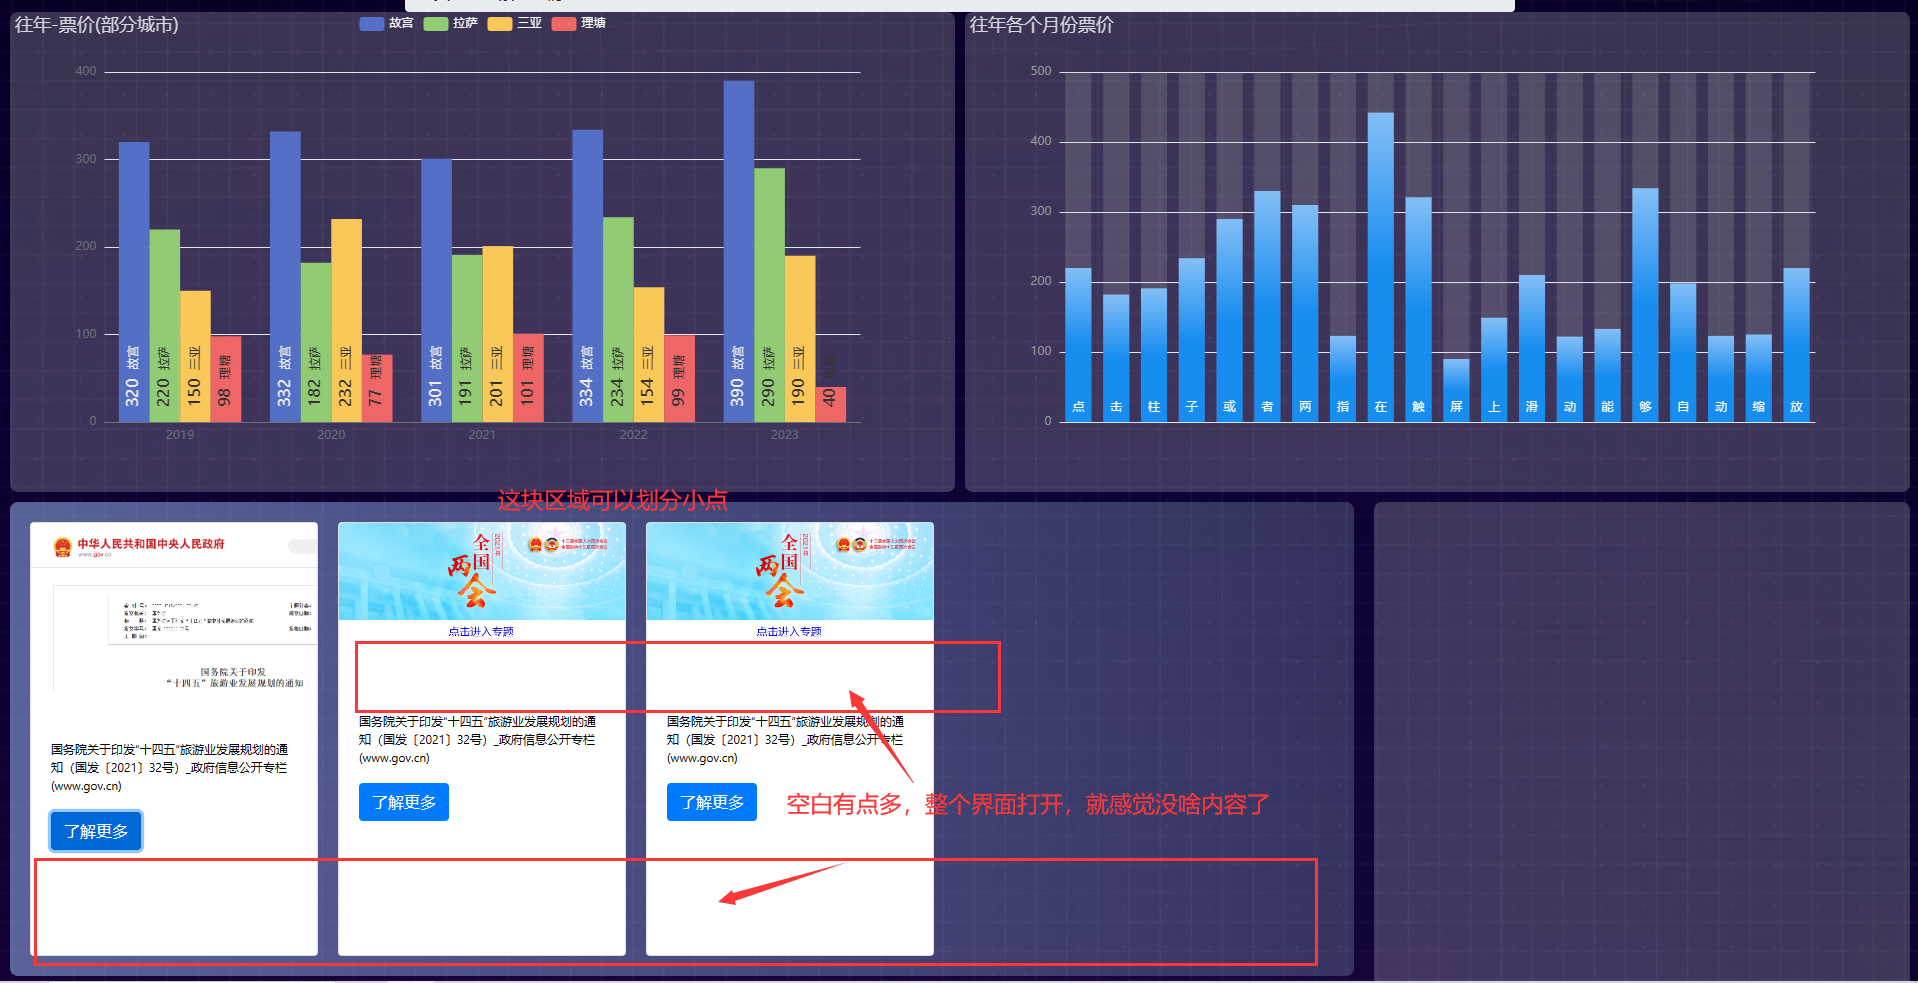 往年-票价(部分城市)
故宫 拉萨 三亚 理塘
400
300
200
100
0
320 故宫
220 拉萨
150 三亚
98 理塘
332 故宫
182 拉萨
232 三亚
77 理塘
301 故宫
191 拉萨
201 三亚
101 理塘
334 故宫
234 拉萨
154 三亚
99 理塘
390 故宫
290 拉萨
190 三亚
40
2019 2020 2021 2022 2023
往年各个月份票价
500
400
300
200
100
0
点 击 柱 子 或 者 两 指 在 触 屏 上 滑 动 能 够 自 动 缩 放
这块区域可以划分小点
中华人民共和国中央人民政府
www.gov.cn
国务院关于印发
“十四五”旅游业发展规划的通知
国务院关于印发“十四五”旅游业发展规划的通
知（国发〔2021〕32号）_政府信息公开专栏
(www.gov.cn)
了解更多
全国
两会
2021年
点击进入专题
国务院关于印发“十四五”旅游业发展规划的通
知（国发〔2021〕32号）_政府信息公开专栏
(www.gov.cn)
了解更多
全国
两会
2021年
点击进入专题
国务院关于印发“十四五”旅游业发展规划的通
知（国发〔2021〕32号）_政府信息公开专栏
(www.gov.cn)
了解更多
空白有点多，整个界面打开，就感觉没啥内容了